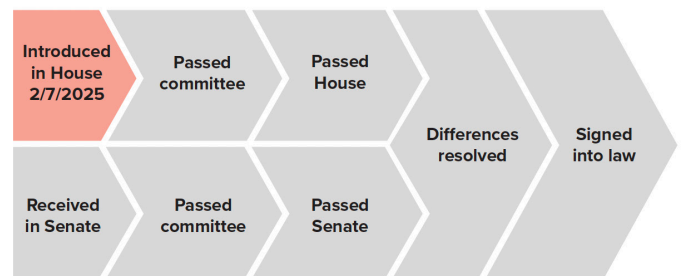 Introduced
in House
2/7/2025
Passed
committee
Passed
House
Differences
resolved
Signed
into law
Received
in Senate
Passed
committee
Passed
Senate